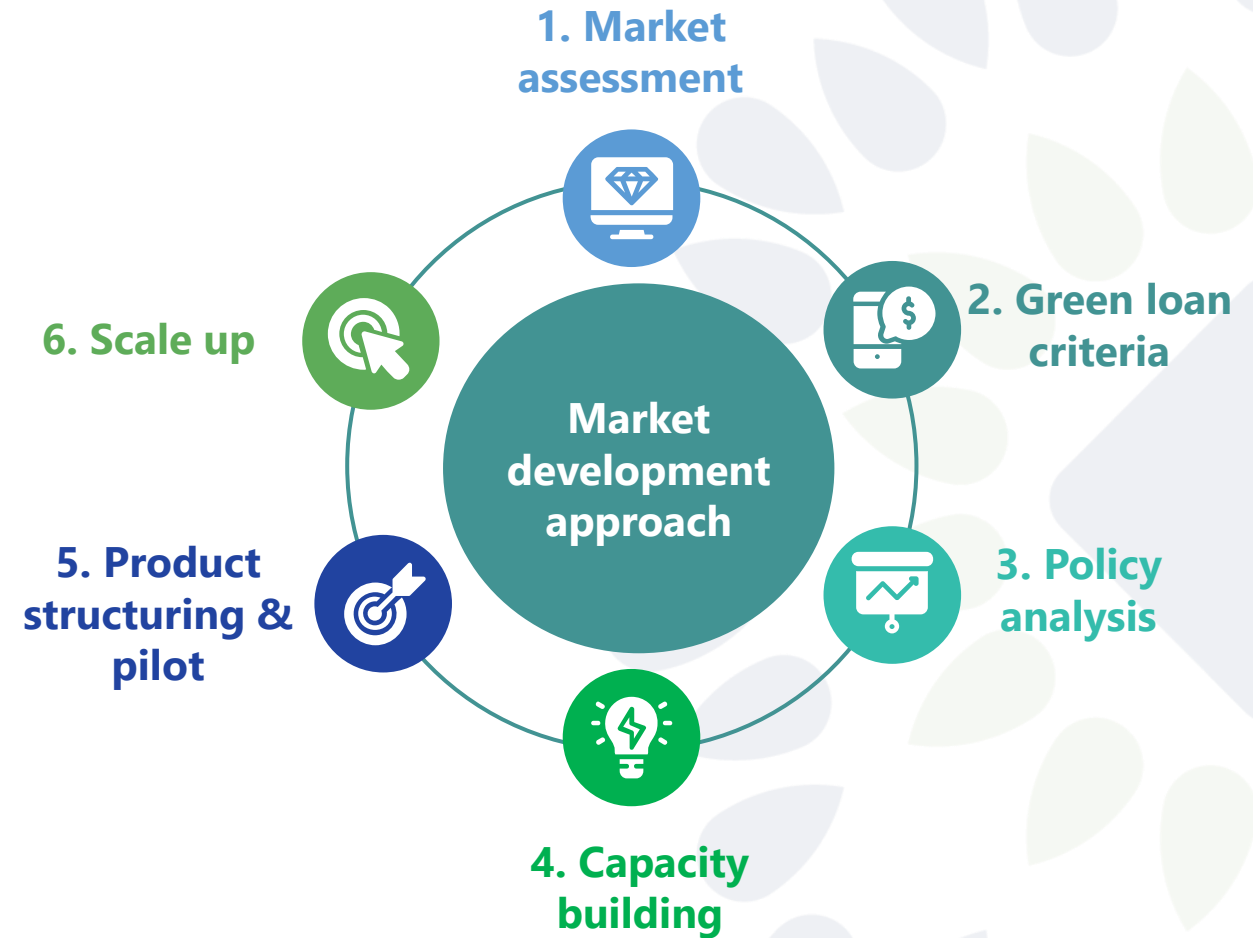 1. Market
assessment
2. Green loan
criteria
3. Policy
analysis
4. Capacity
building
5. Product
structuring &
pilot
6. Scale up
Market
development
approach
$